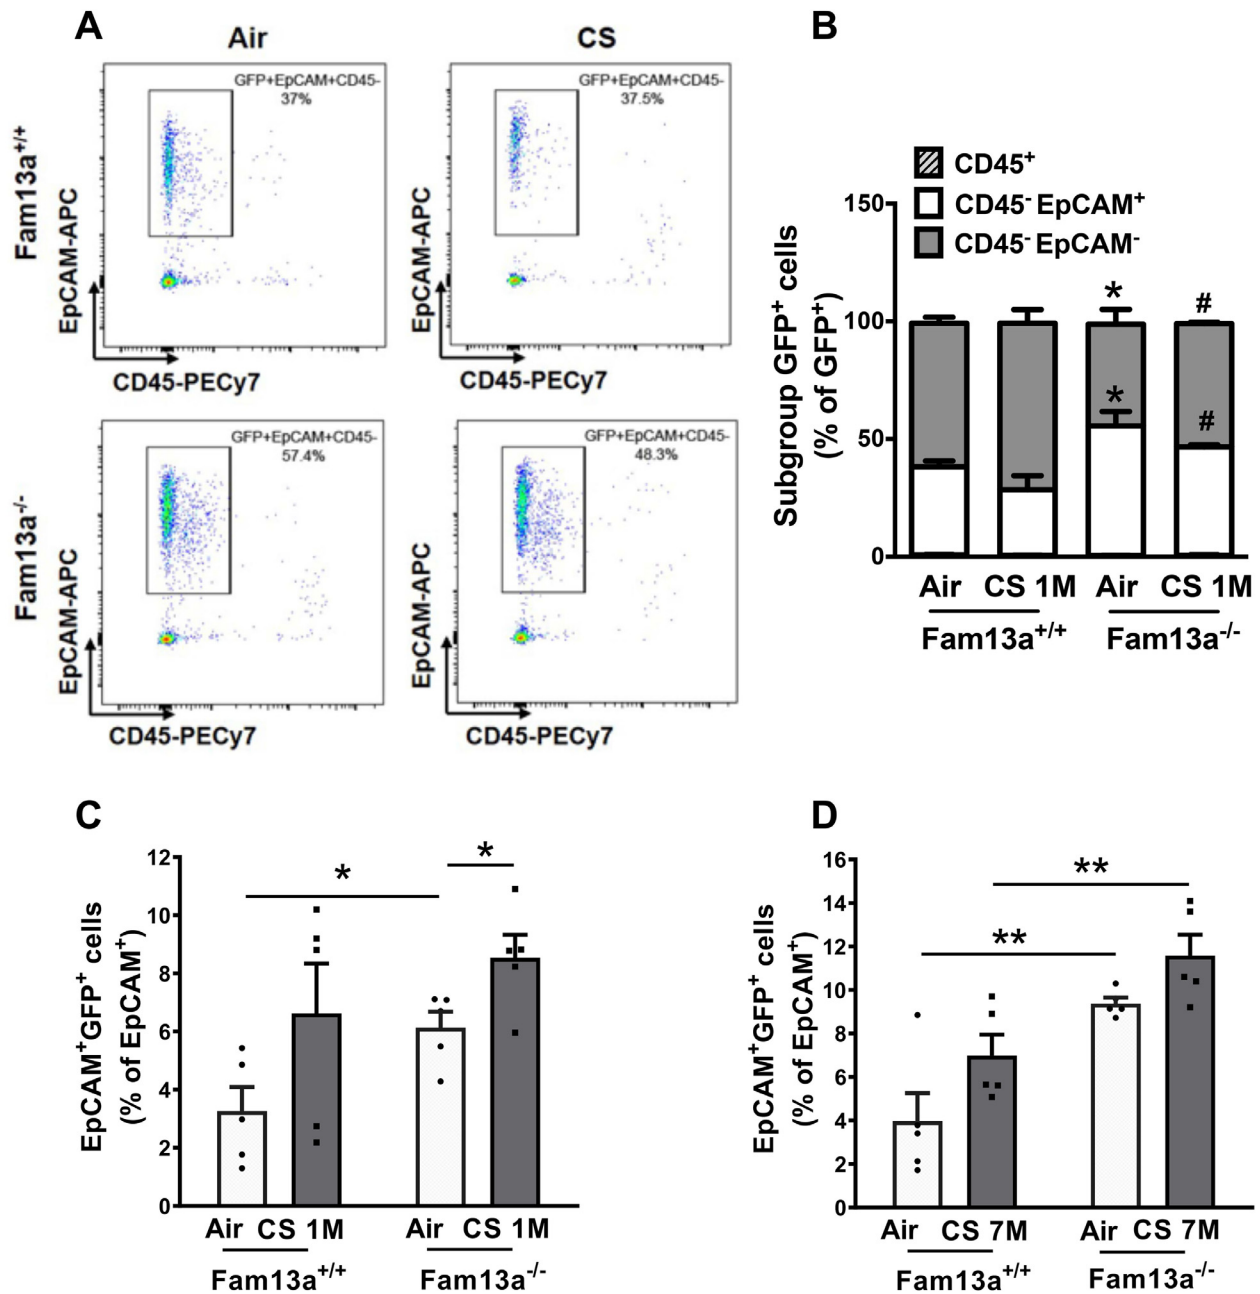 A
Air
CS
Fam13a+/+
GFP+EpCAM+CD45-
37%
EpCAM-APC
CD45-PECy7
GFP+EpCAM+CD45-
37.5%
EpCAM-APC
CD45-PECy7
Fam13a-/-
GFP+EpCAM+CD45-
57.4%
EpCAM-APC
CD45-PECy7
GFP+EpCAM+CD45-
48.3%
EpCAM-APC
CD45-PECy7
B
CD45+
CD45- EpCAM+
CD45- EpCAM-
Subgroup GFP+ cells
(% of GFP+)
150
100
50
0
* #
* #
Air CS 1M Air CS 1M
Fam13a+/+ Fam13a-/-
C
EpCAM+GFP+ cells
(% of EpCAM+)
12
10
8
6
4
2
0
* *
Air CS 1M Air CS 1M
Fam13a+/+ Fam13a-/-
D
EpCAM+GFP+ cells
(% of EpCAM+)
16
14
12
10
8
6
4
2
0
**
**
Air CS 7M Air CS 7M
Fam13a+/+ Fam13a-/-